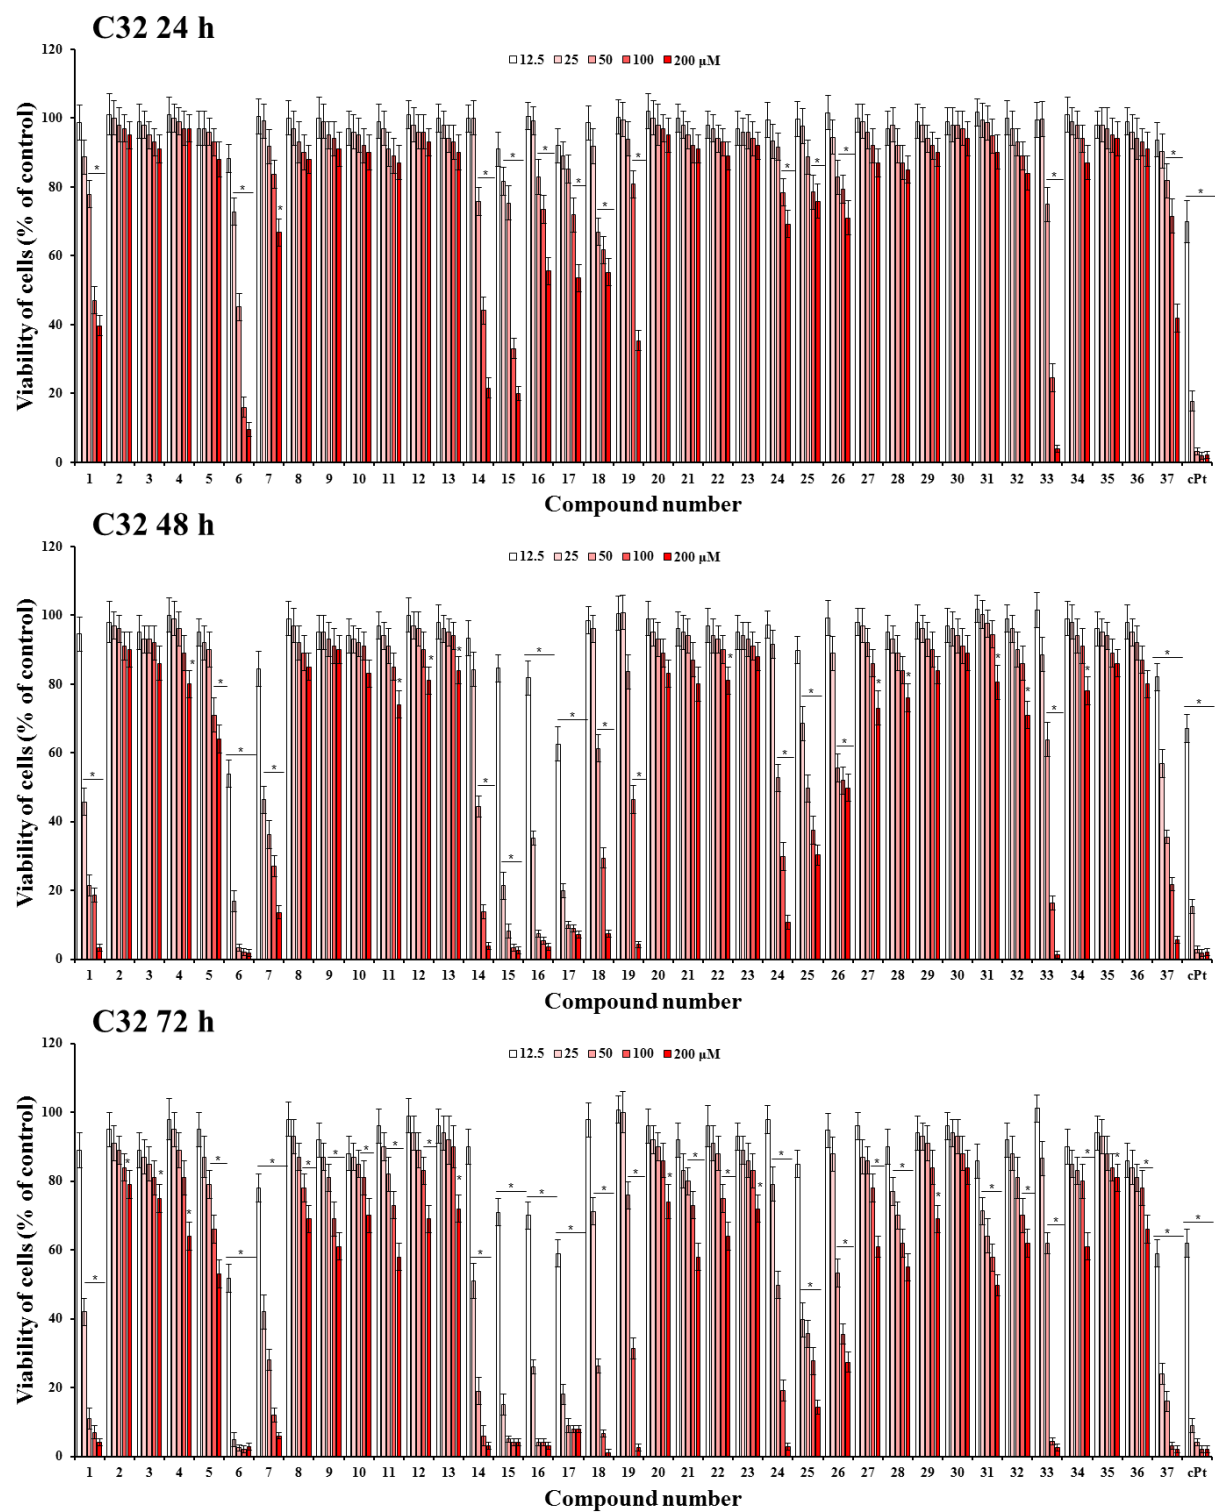 C32 24 h
120
12.5 25 50 100 200 μM
100
80
60
40
20
0
Viability of cells (% of control)
* * * * * * * * * * * * * * * *
1 2 3 4 5 6 7 8 9 10 11 12 13 14 15 16 17 18 19 20 21 22 23 24 25 26 27 28 29 30 31 32 33 34 35 36 37 cPt
Compound number
C32 48 h
120
12.5 25 50 100 200 μM
100
80
60
40
20
0
Viability of cells (% of control)
1 2 3 4 5 6 7 8 9 10 11 12 13 14 15 16 17 18 19 20 21 22 23 24 25 26 27 28 29 30 31 32 33 34 35 36 37 cPt
Compound number
C32 72 h
120
12.5 25 50 100 200 μM
100
80
60
40
20
0
Viability of cells (% of control)
1 2 3 4 5 6 7 8 9 10 11 12 13 14 15 16 17 18 19 20 21 22 23 24 25 26 27 28 29 30 31 32 33 34 35 36 37 cPt
Compound number